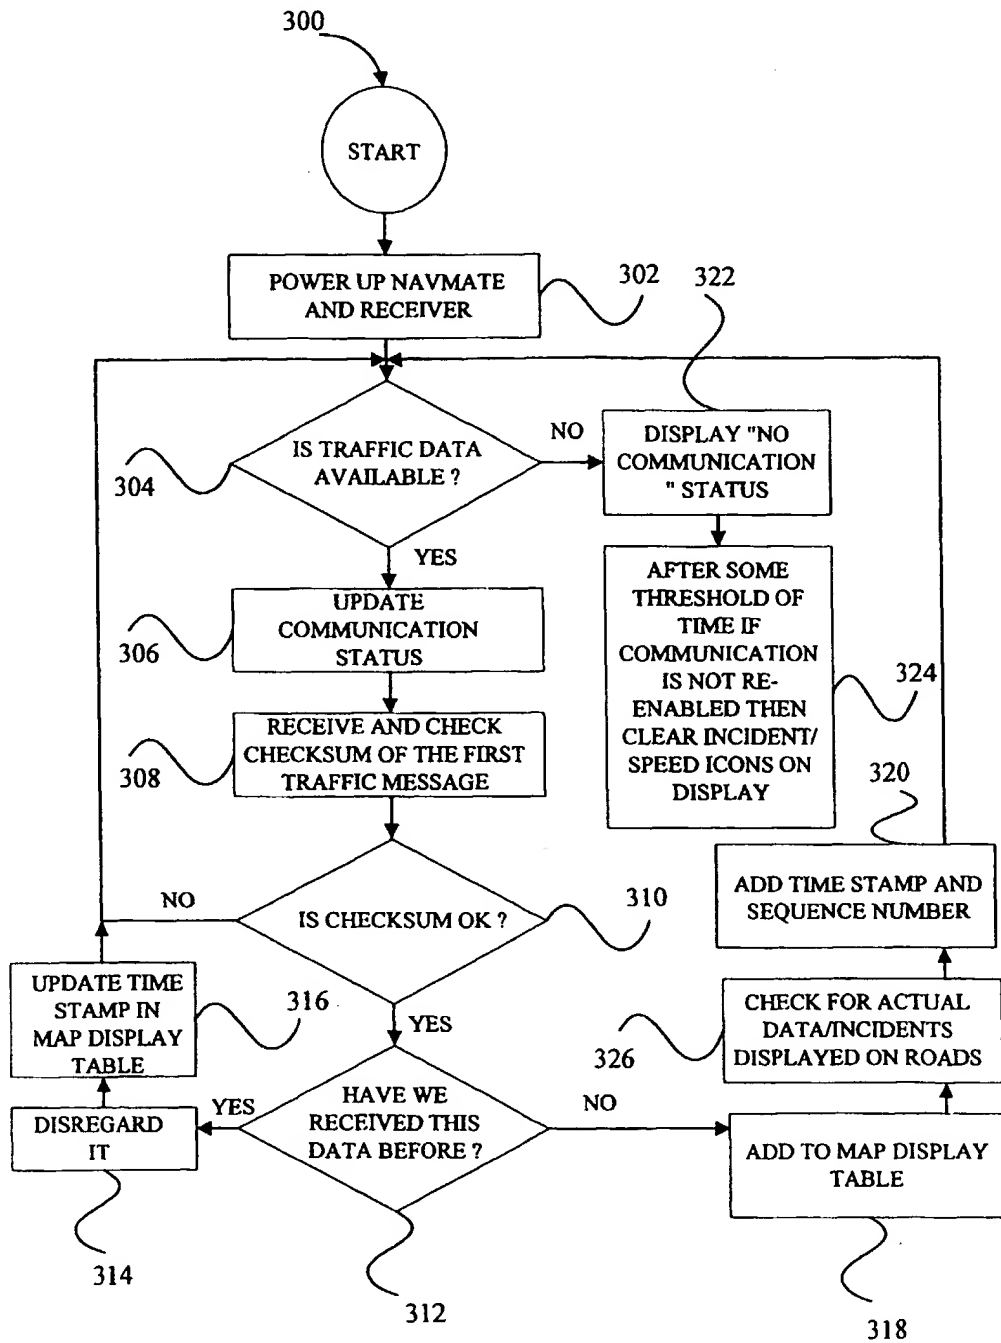 300
START
POWER UP NAVMATE
AND RECEIVER
302
322
IS TRAFFIC DATA
AVAILABLE ?
NO
304
YES
DISPLAY "NO
COMMUNICATION
" STATUS
UPDATE
COMMUNICATION
STATUS
306
AFTER SOME
THRESHOLD OF
TIME IF
COMMUNICATION
IS NOT RE-
ENABLED THEN
CLEAR INCIDENT/
SPEED ICONS ON
DISPLAY
324
RECEIVE AND CHECK
CHECKSUM OF THE FIRST
TRAFFIC MESSAGE
308
320
NO
IS CHECKSUM OK ?
310
YES
ADD TIME STAMP AND
SEQUENCE NUMBER
UPDATE TIME
STAMP IN
MAP DISPLAY
TABLE
316
CHECK FOR ACTUAL
DATA/INCIDENTS
DISPLAYED ON ROADS
326
YES
HAVE WE
RECEIVED THIS
DATA BEFORE ?
NO
DISREGARD
IT
ADD TO MAP DISPLAY
TABLE
314
312
318